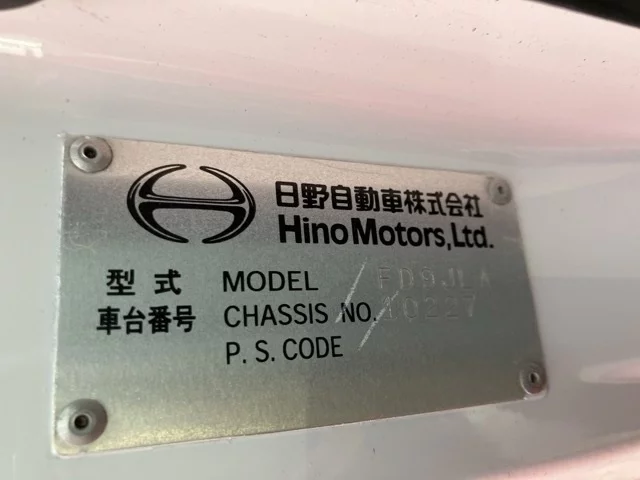 日野自動車株式会社
Hino Motors, Ltd.
型式 MODEL FD9JLA
車台番号 CHASSIS NO. 10227
P. S. CODE